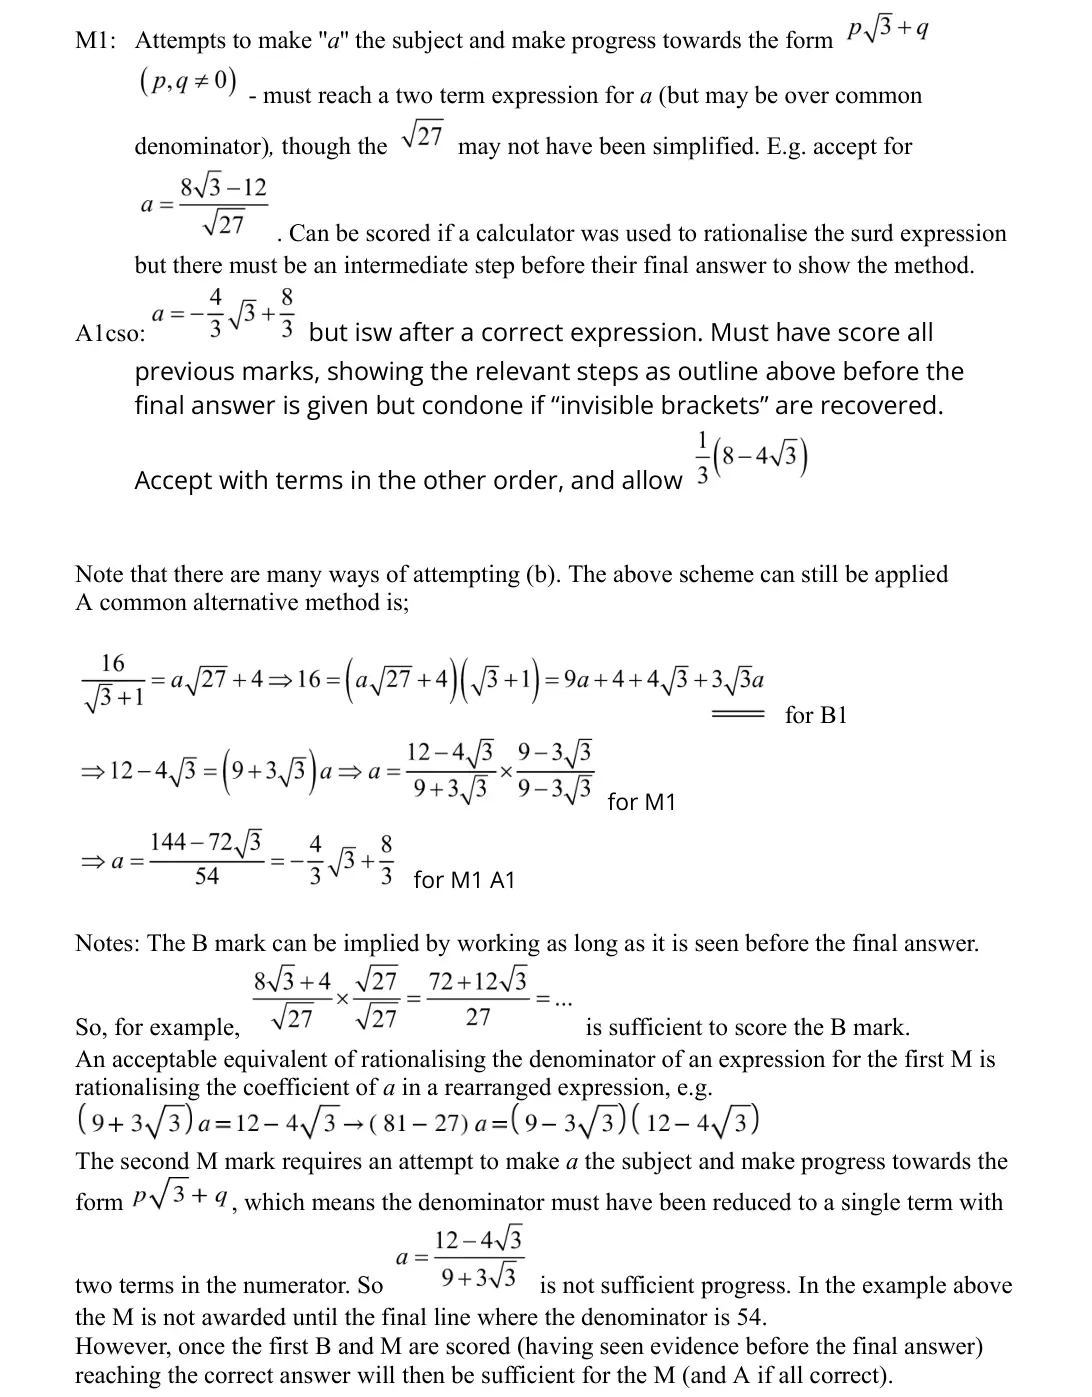 M1: Attempts to make "a" the subject and make progress towards the form p√3 + q
(p, q ≠ 0) - must reach a two term expression for a (but may be over common
denominator), though the √27 may not have been simplified. E.g. accept for
a = (8√3 − 12)/√27 . Can be scored if a calculator was used to rationalise the surd expression
but there must be an intermediate step before their final answer to show the method.
A1cso: a = −4/3 √3 + 8/3 but isw after a correct expression. Must have score all
previous marks, showing the relevant steps as outline above before the
final answer is given but condone if “invisible brackets” are recovered.
Accept with terms in the other order, and allow 1/3 (8 − 4√3)
Note that there are many ways of attempting (b). The above scheme can still be applied
A common alternative method is;
16/(√3 + 1) = a√27 + 4 ⇒ 16 = (a√27 + 4)(√3 + 1) = 9a + 4 + 4√3 + 3√3a for B1
⇒ 12 − 4√3 = (9 + 3√3)a ⇒ a = (12 − 4√3)/(9 + 3√3) × (9 − 3√3)/(9 − 3√3) for M1
⇒ a = (144 − 72√3)/54 = −4/3 √3 + 8/3 for M1 A1
Notes: The B mark can be implied by working as long as it is seen before the final answer.
So, for example, (8√3 + 4)/√27 × √27/√27 = (72 + 12√3)/27 = ... is sufficient to score the B mark.
An acceptable equivalent of rationalising the denominator of an expression for the first M is
rationalising the coefficient of a in a rearranged expression, e.g.
(9 + 3√3)a = 12 − 4√3 → (81 − 27)a = (9 − 3√3)(12 − 4√3)
The second M mark requires an attempt to make a the subject and make progress towards the
form p√3 + q, which means the denominator must have been reduced to a single term with
two terms in the numerator. So a = (12 − 4√3)/(9 + 3√3) is not sufficient progress. In the example above
the M is not awarded until the final line where the denominator is 54.
However, once the first B and M are scored (having seen evidence before the final answer)
reaching the correct answer will then be sufficient for the M (and A if all correct).